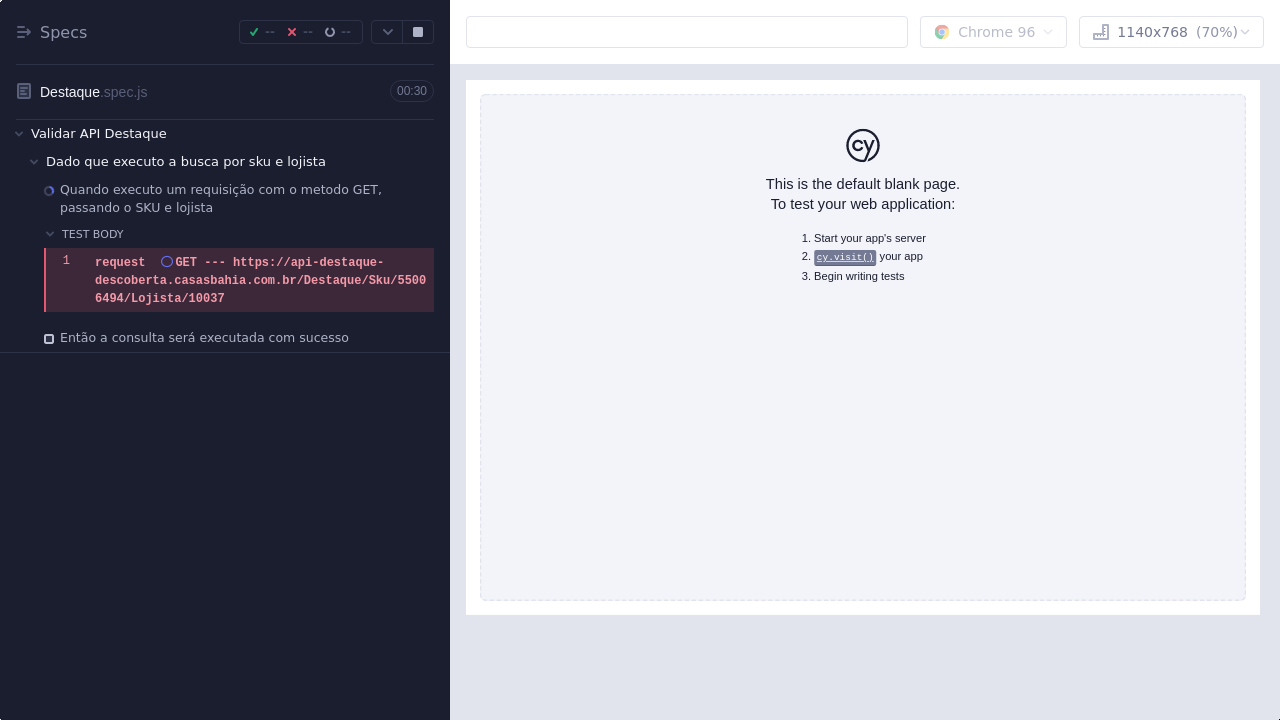 Specs
--
--
--
Destaque.spec.js
00:30
Validar API Destaque
Dado que executo a busca por sku e lojista
Quando executo um requisição com o metodo GET,
passando o SKU e lojista
TEST BODY
1
request GET --- https://api-destaque-
descoberta.casasbahia.com.br/Destaque/Sku/5500
6494/Lojista/10037
Então a consulta será executada com sucesso
Chrome 96
1140x768 (70%)
cy
This is the default blank page.
To test your web application:
1. Start your app's server
2. cy.visit() your app
3. Begin writing tests